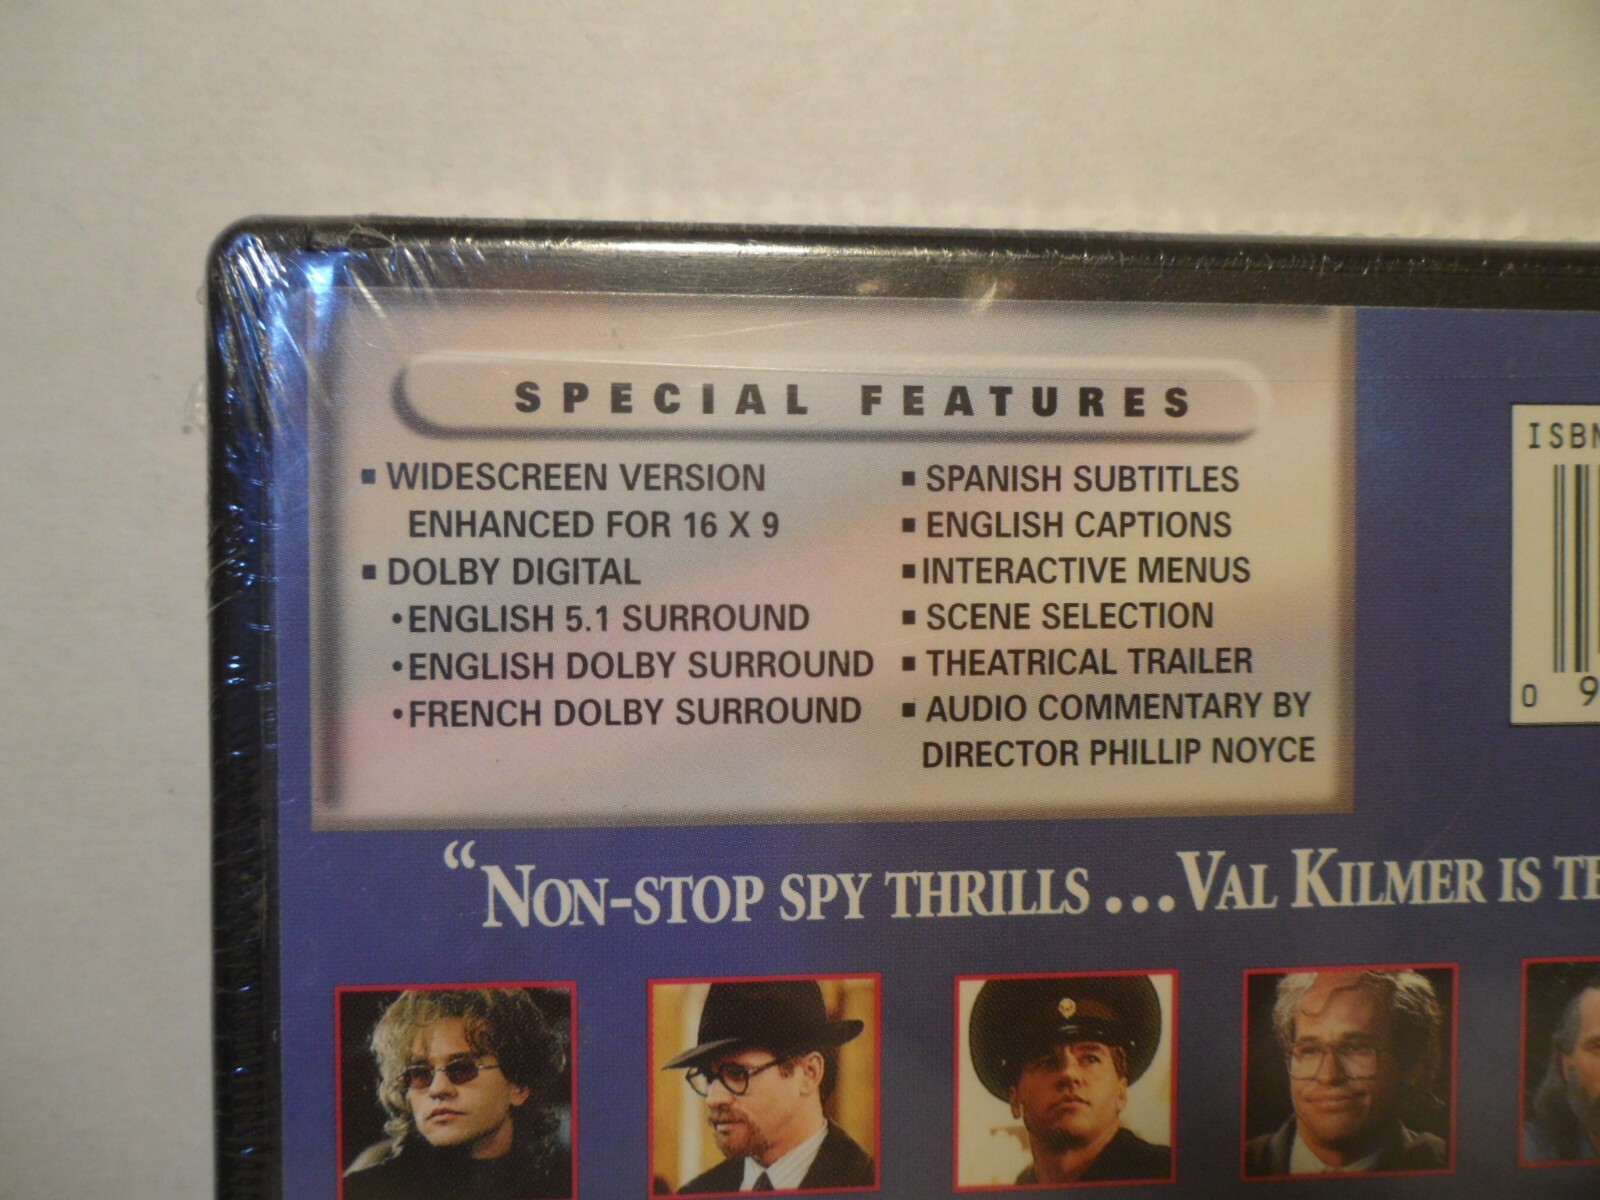 SPECIAL FEATURES
▪ WIDESCREEN VERSION
ENHANCED FOR 16 X 9
▪ DOLBY DIGITAL
•ENGLISH 5.1 SURROUND
•ENGLISH DOLBY SURROUND
•FRENCH DOLBY SURROUND
▪ SPANISH SUBTITLES
▪ ENGLISH CAPTIONS
▪ INTERACTIVE MENUS
▪ SCENE SELECTION
▪ THEATRICAL TRAILER
▪ AUDIO COMMENTARY BY
DIRECTOR PHILLIP NOYCE
ISBN
0 9
“NON-STOP SPY THRILLS...VAL KILMER IS